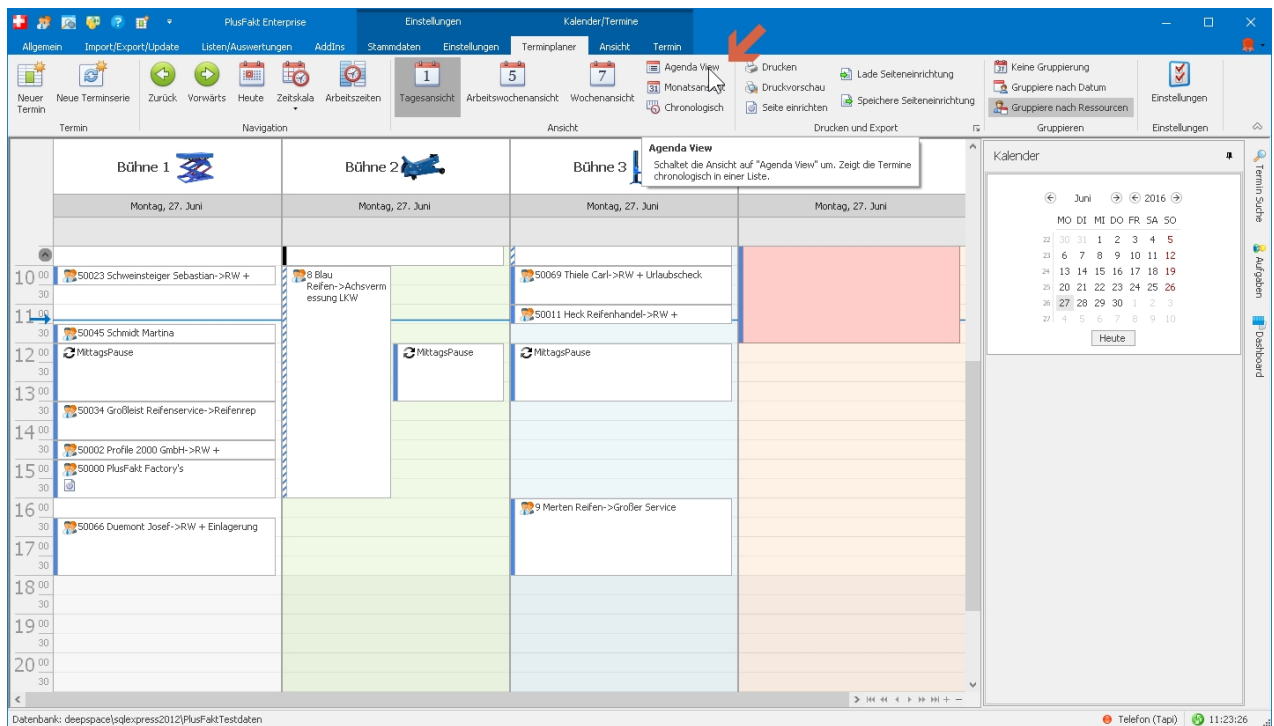 PlusFakt Enterprise
Einstellungen
Kalender/Termine
Allgemein Import/Export/Update Listen/Auswertungen AddIns Stammdaten Einstellungen Terminplaner Ansicht Termin
Neuer Termin
Neue Terminserie
Zurück
Vorwärts
Heute
Zeitskala
Arbeitszeiten
1
Tagesansicht
5
Arbeitswochenansicht
7
Wochenansicht
Agenda View
31 Chronologisch
Drucken
Druckvorschau
Seite einrichten
Lade Seiteneinrichtung
Speichere Seiteneinrichtung
Keine Gruppierung
Gruppiere nach Datum
Gruppiere nach Ressourcen
Einstellungen
Termin Navigation Ansicht Drucken und Export Gruppieren Einstellungen
Agenda View
Schaltet die Ansicht auf "Agenda View" um. Zeigt die Termine
chronologisch in einer Liste.
Bühne 1 Bühne 2 Bühne 3
Montag, 27. Juni Montag, 27. Juni Montag, 27. Juni Montag, 27. Juni
10 00
30
11 00
30
12 00
30
13 00
30
14 00
30
15 00
30
16 00
30
17 00
30
18 00
30
19 00
30
20 00
30
50023 Schweinsteiger Sebastian->RW +
50045 Schmidt Martina
MittagsPause
50034 Großleist Reifenservice->Reifenrep
50002 Profile 2000 GmbH->RW +
50000 PlusFakt Factory's
50066 Duemont Josef->RW + Einlagerung
8 Blau
Reifen->Achsverm
essung LKW
MittagsPause
50069 Thiele Carl->RW + Urlaubscheck
50011 Heck Reifenhandel->RW +
MittagsPause
9 Merten Reifen->Großer Service
Kalender
Juni 2016
MO DI MI DO FR SA SO
22 30 31 1 2 3 4 5
23 6 7 8 9 10 11 12
24 13 14 15 16 17 18 19
25 20 21 22 23 24 25 26
26 27 28 29 30 1 2 3
27 4 5 6 7 8 9 10
Heute
Termin Suche
Aufgaben
Dashboard
Datenbank: deepspace\sqlexpress2012\PlusFaktTestdaten
Telefon (Tapi) 11:23:26